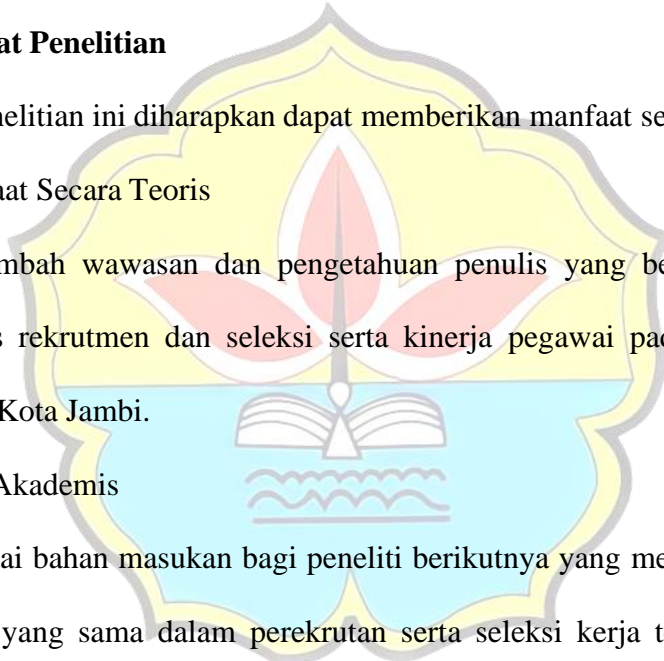 at Penelitian
nelitian ini diharapkan dapat memberikan manfaat se
aat Secara Teoris
mbah wawasan dan pengetahuan penulis yang be
s rekrutmen dan seleksi serta kinerja pegawai pad
Kota Jambi.
Akademis
ai bahan masukan bagi peneliti berikutnya yang me
yang sama dalam perekrutan serta seleksi kerja t